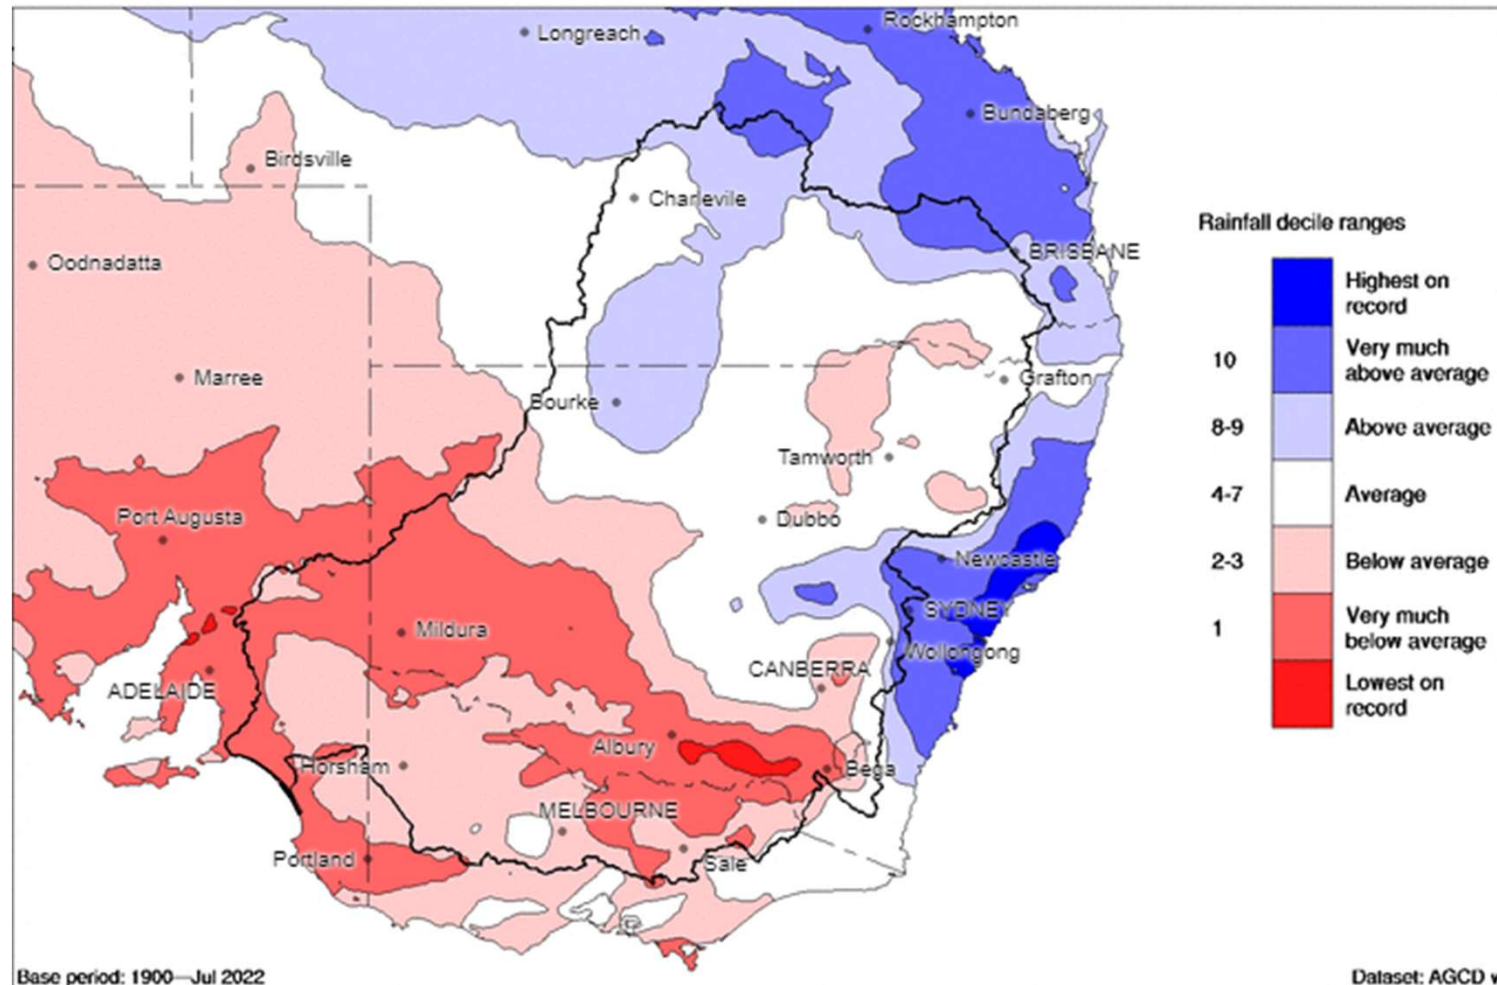 Rockhampton
Longreach
Bundaberg
Birdsville
Charlevile
BRISBANE
Oodnadatta
Marree
Grafton
Bourke
Tamworth
Port Augusta
Dubbo
Newcastle
SYDNEY
Mildura
Wollongong
CANBERRA
ADELAIDE
Albury
Horsham
Bega
MELBOURNE
Portland
Sale
Rainfall decile ranges
Highest on
record
10
Very much
above average
8-9
Above average
4-7
Average
2-3
Below average
1
Very much
below average
Lowest on
record
Base period: 1900—Jul 2022
Dataset: AGCD v